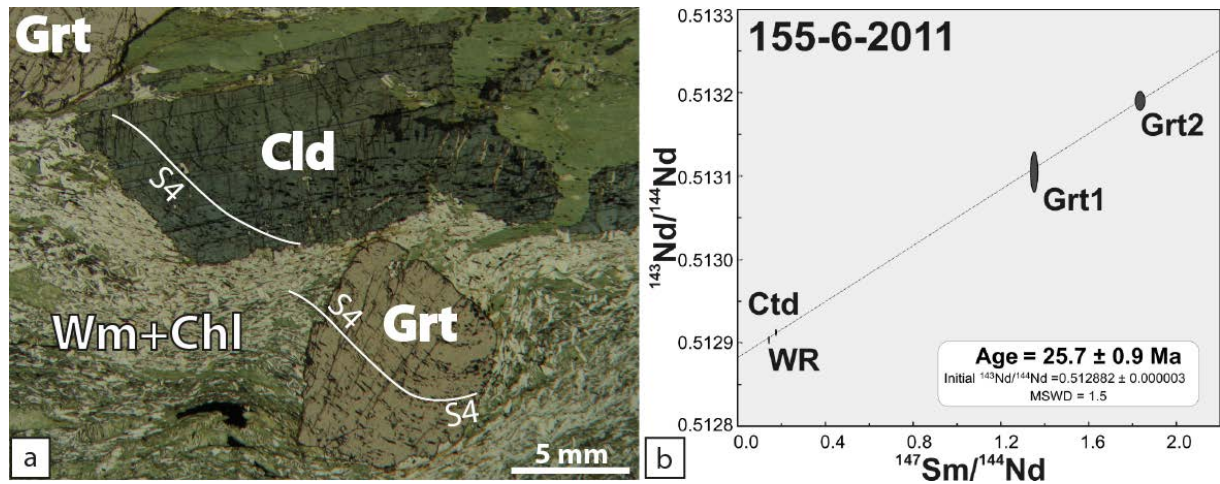 Grt
Cld
S4
S4
Grt
Wm+Chl
S4
5 mm
a
155-6-2011
0.5133
0.5132
0.5131
0.5130
0.5129
0.5128
¹⁴³Nd/¹⁴⁴Nd
Grt2
Grt1
Ctd
WR
Age = 25.7 ± 0.9 Ma
Initial ¹⁴³Nd/¹⁴⁴Nd =0.512882 ± 0.000003
MSWD = 1.5
0.0 0.4 0.8 1.2 1.6 2.0
¹⁴⁷Sm/¹⁴⁴Nd
b